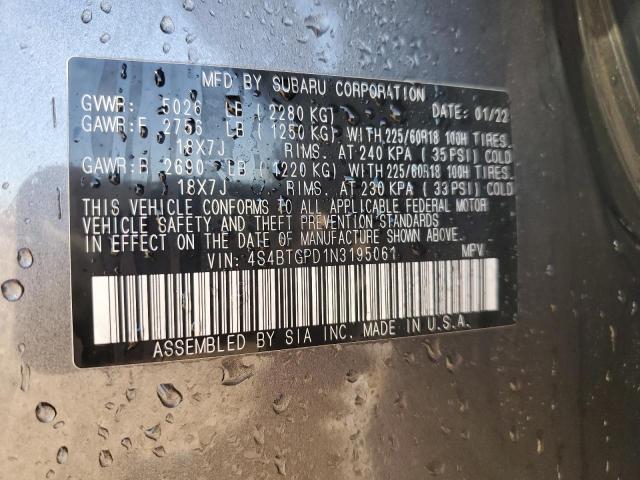 MFD BY SUBARU CORPORATION
GVWR: 5026 LB (2280 KG) DATE: 01/22
GAWR:F 2756 LB (1250 KG) WITH 225/60R18 100H TIRES,
18X7J RIMS, AT 240 KPA (35 PSI) COLD
GAWR:R 2690 LB (1220 KG) WITH 225/60R18 100H TIRES,
18X7J RIMS, AT 230 KPA (33 PSI) COLD
THIS VEHICLE CONFORMS TO ALL APPLICABLE FEDERAL MOTOR
VEHICLE SAFETY AND THEFT PREVENTION STANDARDS
IN EFFECT ON THE DATE OF MANUFACTURE SHOWN ABOVE.
VIN: 4S4BTGPD1N3195061 MPV
ASSEMBLED BY SIA INC. MADE IN U.S.A.